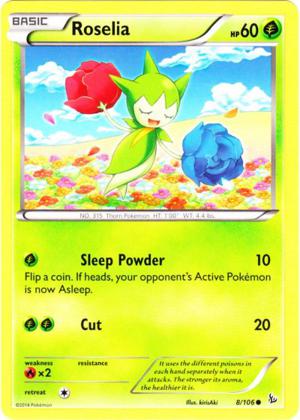 BASIC
Roselia
HP60
NO. 315 Thorn Pokémon HT: 1'00" WT: 4.4 lbs.
Sleep Powder 10
Flip a coin. If heads, your opponent's Active Pokémon
is now Asleep.
Cut 20
weakness resistance
×2
It uses the different poisons in
each hand separately when it
attacks. The stronger its aroma,
the healthier it is.
retreat
©2014 Pokémon
Illus. kirisAki
8/106